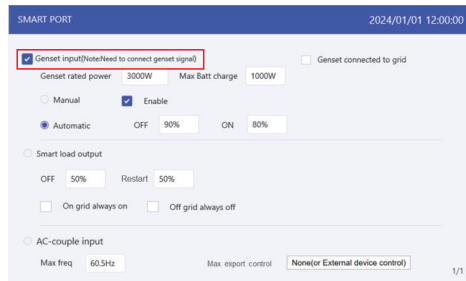 SMART PORT 2024/01/01 12:00:00
Genset input(Note:Need to connect genset signal) Genset connected to grid
Genset rated power 3000W Max Batt charge 1000W
Manual Enable
Automatic OFF 90% ON 80%
Smart load output
OFF 50% Restart 50%
On grid always on Off grid always off
AC-couple input
Max freq 60.5Hz Max export control None(or External device control)
1/1